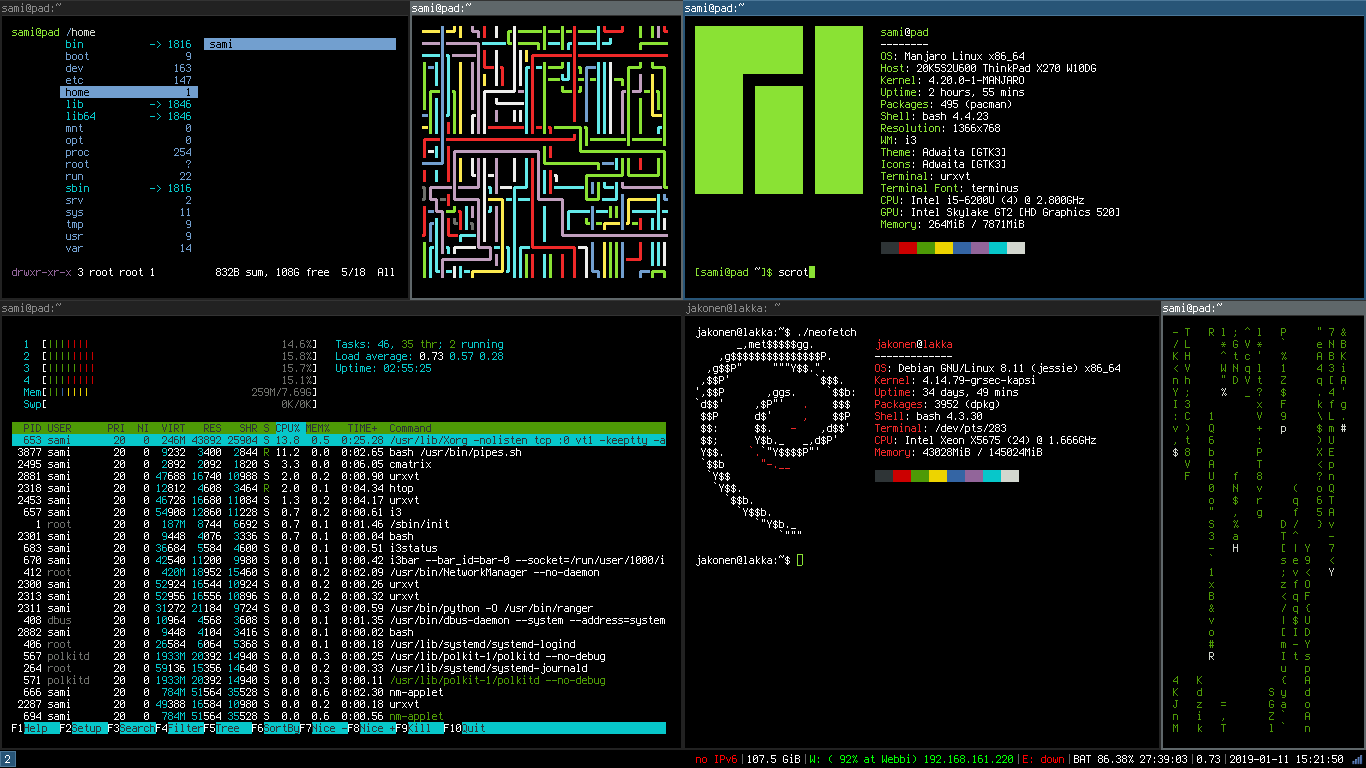 sami@pad:~
sami@pad /home
bin -> 1816
boot 9
dev 163
etc 147
home 1
lib -> 1846
lib64 -> 1846
mnt 0
opt 0
proc 254
root ?
run 22
sbin -> 1816
srv 2
sys 11
tmp 9
usr 9
var 14
sami
drwxr-xr-x 3 root root 1 832B sum, 108G free 5/18 All
sami@pad:~
sami@pad:~
sami@pad
--------
OS: Manjaro Linux x86_64
Host: 20K5S2U600 ThinkPad X270 W10DG
Kernel: 4.20.0-1-MANJARO
Uptime: 2 hours, 55 mins
Packages: 495 (pacman)
Shell: bash 4.4.23
Resolution: 1366x768
WM: i3
Theme: Adwaita [GTK3]
Icons: Adwaita [GTK3]
Terminal: urxvt
Terminal Font: terminus
CPU: Intel i5-6200U (4) @ 2.800GHz
GPU: Intel Skylake GT2 [HD Graphics 520]
Memory: 264MiB / 7871MiB
[sami@pad ~]$ scrot
sami@pad:~
1 [||||||| 14.6%]
2 [|||||||| 15.8%]
3 [|||||||| 15.7%]
4 [|||||||| 15.1%]
Mem[||||||| 259M/7.69G]
Swp[ 0K/0K]
Tasks: 46, 35 thr; 2 running
Load average: 0.73 0.57 0.28
Uptime: 02:55:25
PID USER PRI NI VIRT RES SHR S CPU% MEM% TIME+ Command
653 sami 20 0 246M 43892 25904 S 13.8 0.5 0:25.28 /usr/lib/Xorg -nolisten tcp :0 vt1 -keeptty -a
3877 sami 20 0 9232 3400 2844 R 11.2 0.0 0:02.65 bash /usr/bin/pipes.sh
2495 sami 20 0 2892 2092 1820 S 3.3 0.0 0:06.05 cmatrix
2881 sami 20 0 47688 16740 10988 S 2.0 0.2 0:00.90 urxvt
2318 sami 20 0 12812 4608 3464 R 2.0 0.1 0:04.34 htop
2453 sami 20 0 46728 16680 11084 S 1.3 0.2 0:04.17 urxvt
657 sami 20 0 54908 12860 11228 S 0.7 0.2 0:00.61 i3
1 root 20 0 187M 8744 6692 S 0.7 0.1 0:01.46 /sbin/init
2301 sami 20 0 9448 4076 3336 S 0.7 0.1 0:00.04 bash
683 sami 20 0 36684 5584 4600 S 0.0 0.1 0:00.51 i3status
670 sami 20 0 42540 11200 9980 S 0.0 0.1 0:00.42 i3bar --bar_id=bar-0 --socket=/run/user/1000/i
412 root 20 0 420M 18952 15460 S 0.0 0.2 0:02.09 /usr/bin/NetworkManager --no-daemon
2300 sami 20 0 52924 16544 10924 S 0.0 0.2 0:00.26 urxvt
2313 sami 20 0 52956 16556 10896 S 0.0 0.2 0:00.32 urxvt
2311 sami 20 0 31272 21184 9724 S 0.0 0.3 0:00.59 /usr/bin/python -O /usr/bin/ranger
408 dbus 20 0 10964 4568 3608 S 0.0 0.1 0:01.35 /usr/bin/dbus-daemon --system --address=system
2882 sami 20 0 9448 4104 3416 S 0.0 0.1 0:00.02 bash
406 root 20 0 26584 6064 5368 S 0.0 0.1 0:00.18 /usr/lib/systemd/systemd-logind
567 polkitd 20 0 1933M 20392 14940 S 0.0 0.3 0:00.25 /usr/lib/polkit-1/polkitd --no-debug
264 root 20 0 59136 15356 14640 S 0.0 0.2 0:00.33 /usr/lib/systemd/systemd-journald
571 polkitd 20 0 1933M 20392 14940 S 0.0 0.3 0:00.11 /usr/lib/polkit-1/polkitd --no-debug
666 sami 20 0 784M 51564 35528 S 0.0 0.6 0:02.30 nm-applet
2287 sami 20 0 49388 16584 10900 S 0.0 0.2 0:00.18 urxvt
694 sami 20 0 784M 51564 35528 S 0.0 0.6 0:00.56 nm-applet
F1Help F2Setup F3SearchF4FilterF5Tree F6SortByF7Nice -F8Nice +F9Kill F10Quit
jakonen@lakka: ~
jakonen@lakka:~$ ./neofetch
jakonen@lakka
-------------
OS: Debian GNU/Linux 8.11 (jessie) x86_64
Kernel: 4.14.79-grsec-kapsi
Uptime: 34 days, 49 mins
Packages: 3952 (dpkg)
Shell: bash 4.3.30
Terminal: /dev/pts/283
CPU: Intel Xeon X5675 (24) @ 1.666GHz
Memory: 43028MiB / 145024MiB
jakonen@lakka:~$
sami@pad:~
2
no IPv6|107.5 GiB|W: ( 92% at Webbi) 192.168.161.220|E: down|BAT 86.38% 27:39:03|0.73|2019-01-11 15:21:50